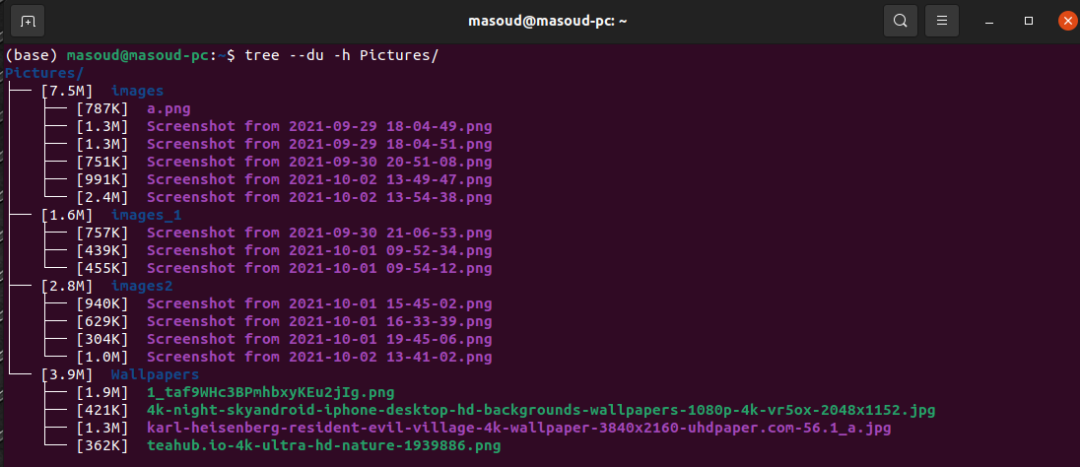 masoud@masoud-pc: ~
(base) masoud@masoud-pc:~$ tree --du -h Pictures/
Pictures/
├── [7.5M]  images
│   ├── [787K]  a.png
│   ├── [1.3M]  Screenshot from 2021-09-29 18-04-49.png
│   ├── [1.3M]  Screenshot from 2021-09-29 18-04-51.png
│   ├── [751K]  Screenshot from 2021-09-30 20-51-08.png
│   ├── [991K]  Screenshot from 2021-10-02 13-49-47.png
│   └── [2.4M]  Screenshot from 2021-10-02 13-54-38.png
├── [1.6M]  images_1
│   ├── [757K]  Screenshot from 2021-09-30 21-06-53.png
│   ├── [439K]  Screenshot from 2021-10-01 09-52-34.png
│   └── [455K]  Screenshot from 2021-10-01 09-54-12.png
├── [2.8M]  images2
│   ├── [940K]  Screenshot from 2021-10-01 15-45-02.png
│   ├── [629K]  Screenshot from 2021-10-01 16-33-39.png
│   ├── [304K]  Screenshot from 2021-10-01 19-45-06.png
│   └── [1.0M]  Screenshot from 2021-10-02 13-41-02.png
└── [3.9M]  Wallpapers
    ├── [1.9M]  1_taf9WHc3BPmhbxyKEu2jIg.png
    ├── [421K]  4k-night-skyandroid-iphone-desktop-hd-backgrounds-wallpapers-1080p-4k-vr5ox-2048x1152.jpg
    ├── [1.3M]  karl-heisenberg-resident-evil-village-4k-wallpaper-3840x2160-uhdpaper.com-56.1_a.jpg
    └── [362K]  teahub.io-4k-ultra-hd-nature-1939886.png